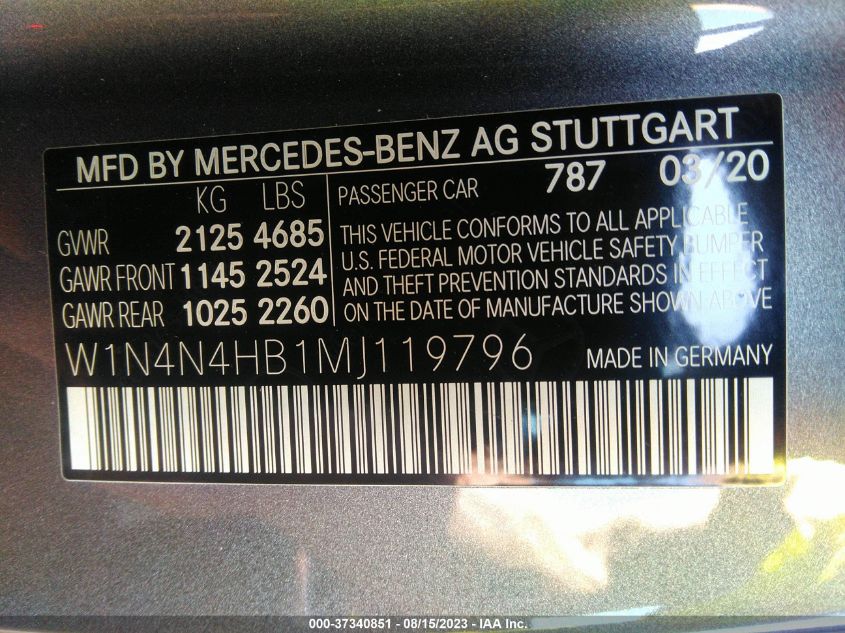 MFD BY MERCEDES-BENZ AG STUTTGART
KG LBS
GVWR 2125 4685
GAWR FRONT 1145 2524
GAWR REAR 1025 2260
PASSENGER CAR 787 03/20
THIS VEHICLE CONFORMS TO ALL APPLICABLE
U.S. FEDERAL MOTOR VEHICLE SAFETY BUMPER
AND THEFT PREVENTION STANDARDS IN EFFECT
ON THE DATE OF MANUFACTURE SHOWN ABOVE
W1N4N4HB1MJ119796 MADE IN GERMANY
000-37340851 - 08/15/2023 - IAA Inc.